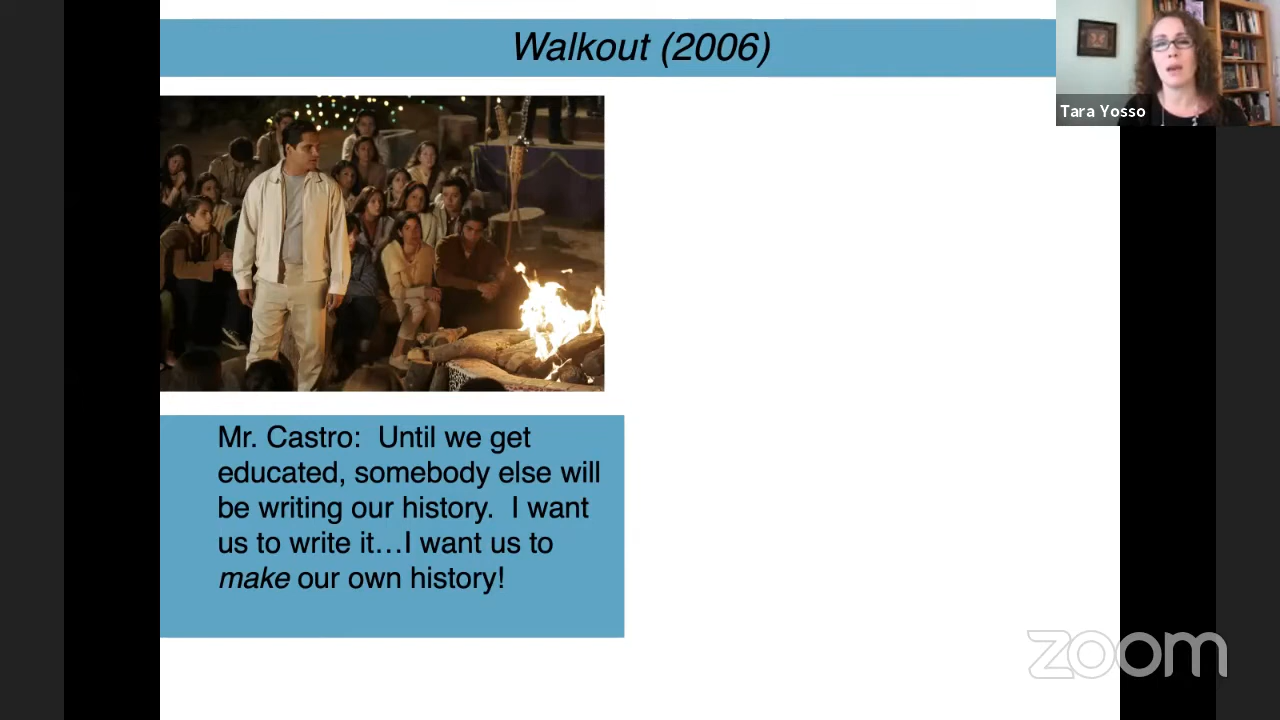 Walkout (2006)
Tara Yosso
Mr. Castro:  Until we get
educated, somebody else will
be writing our history.  I want
us to write it…I want us to
make our own history!
zoom